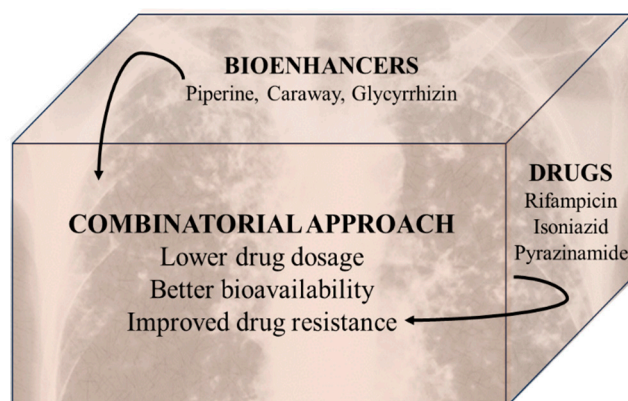 BIOENHANCERS
Piperine, Caraway, Glycyrrhizin
DRUGS
Rifampicin
Isoniazid
Pyrazinamide
COMBINATORIAL APPROACH
Lower drug dosage
Better bioavailability
Improved drug resistance